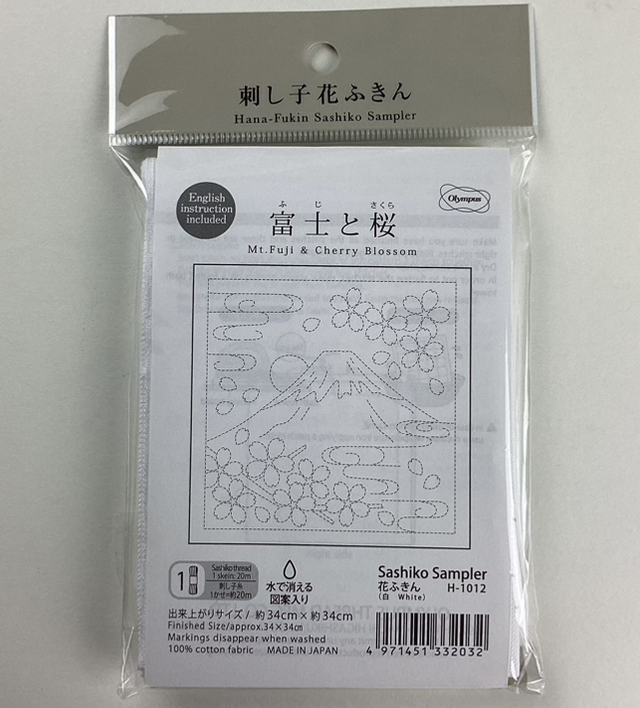 刺し子花ふきん
Hana-Fukin Sashiko Sampler
English
instruction
included
Olympus
ふじ さくら
富士と桜
Mt.Fuji & Cherry Blossom
1
Sashiko thread
1 skein: 20m
刺し子糸
1かせ=約20m
水で消える
図案入り
Sashiko Sampler
花ふきん H-1012
(白 White)
出来上がりサイズ / 約34cm×約34cm
Finished Size/approx.34×34cm
Markings disappear when washed
100% cotton fabric MADE IN JAPAN
4 971451 332032